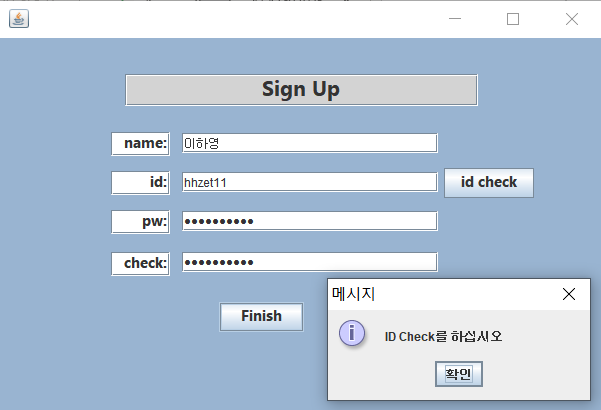 Sign Up
name: 이하영
id: hhzet11 id check
pw: ••••••••••
check: ••••••••••
Finish
메시지
ID Check를 하십시오
확인